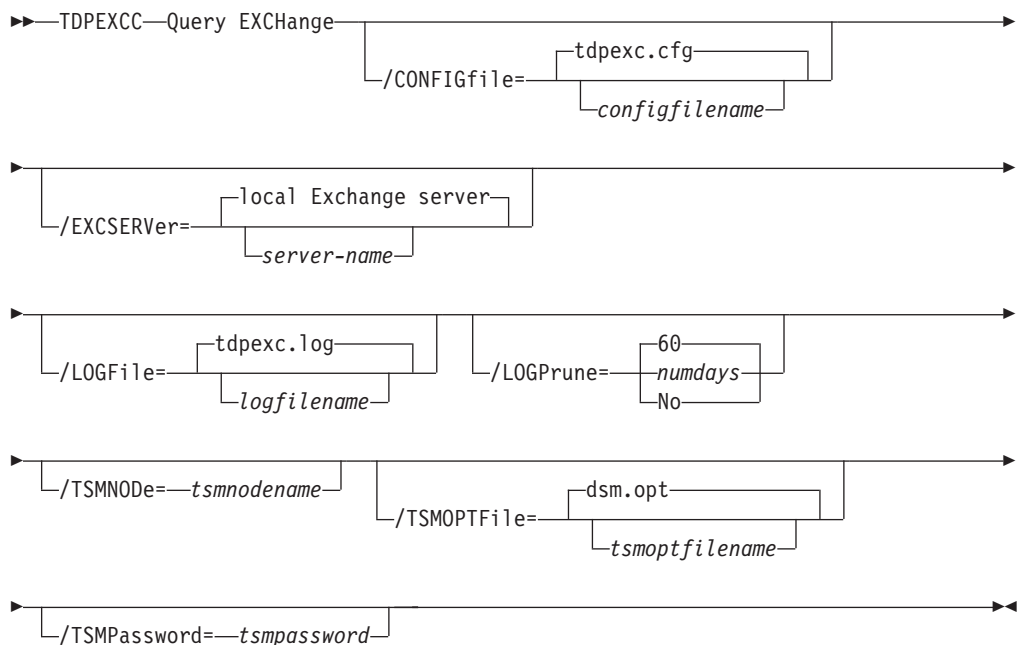 TDPEXCC Query EXCHange
/CONFIGfile= tdpexc.cfg
configfilename
/EXCSERVer= local Exchange server
server-name
/LOGFile= tdpexc.log
logfilename
/LOGPrune= 60
numdays
No
/TSMNODe= tsmnodename
/TSMOPTFile= dsm.opt
tsmoptfilename
/TSMPassword= tsmpassword